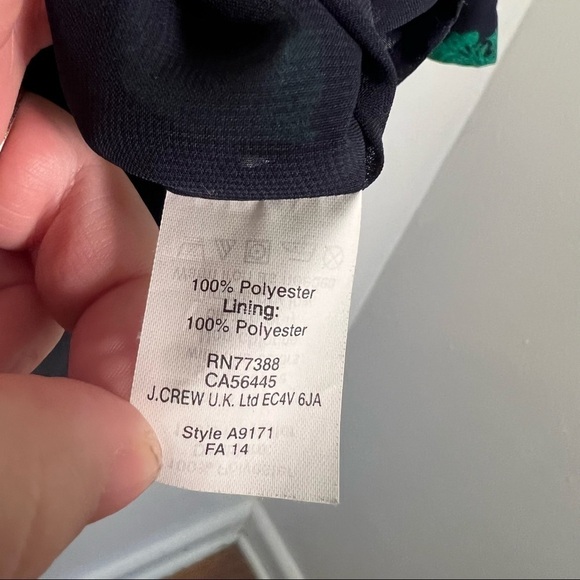 100% Polyester
Lining:
100% Polyester
RN77388
CA56445
J.CREW U.K. Ltd EC4V 6JA
Style A9171
FA 14